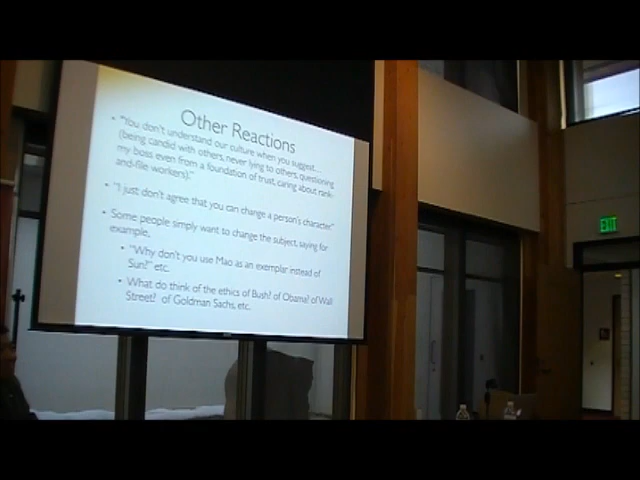 Other Reactions
• "You don't understand our culture when you suggest…
(being candid with others, never lying to others, questioning
my boss even from a foundation of trust, caring about rank-
and-file workers)."
• "I just don't agree that you can change a person's character."
• Some people simply want to change the subject, saying for
example,
• "Why don't you use Mao as an exemplar instead of
Sun?" etc.
• What do think of the ethics of Bush? of Obama? of Wall
Street? of Goldman Sachs, etc.
EXIT